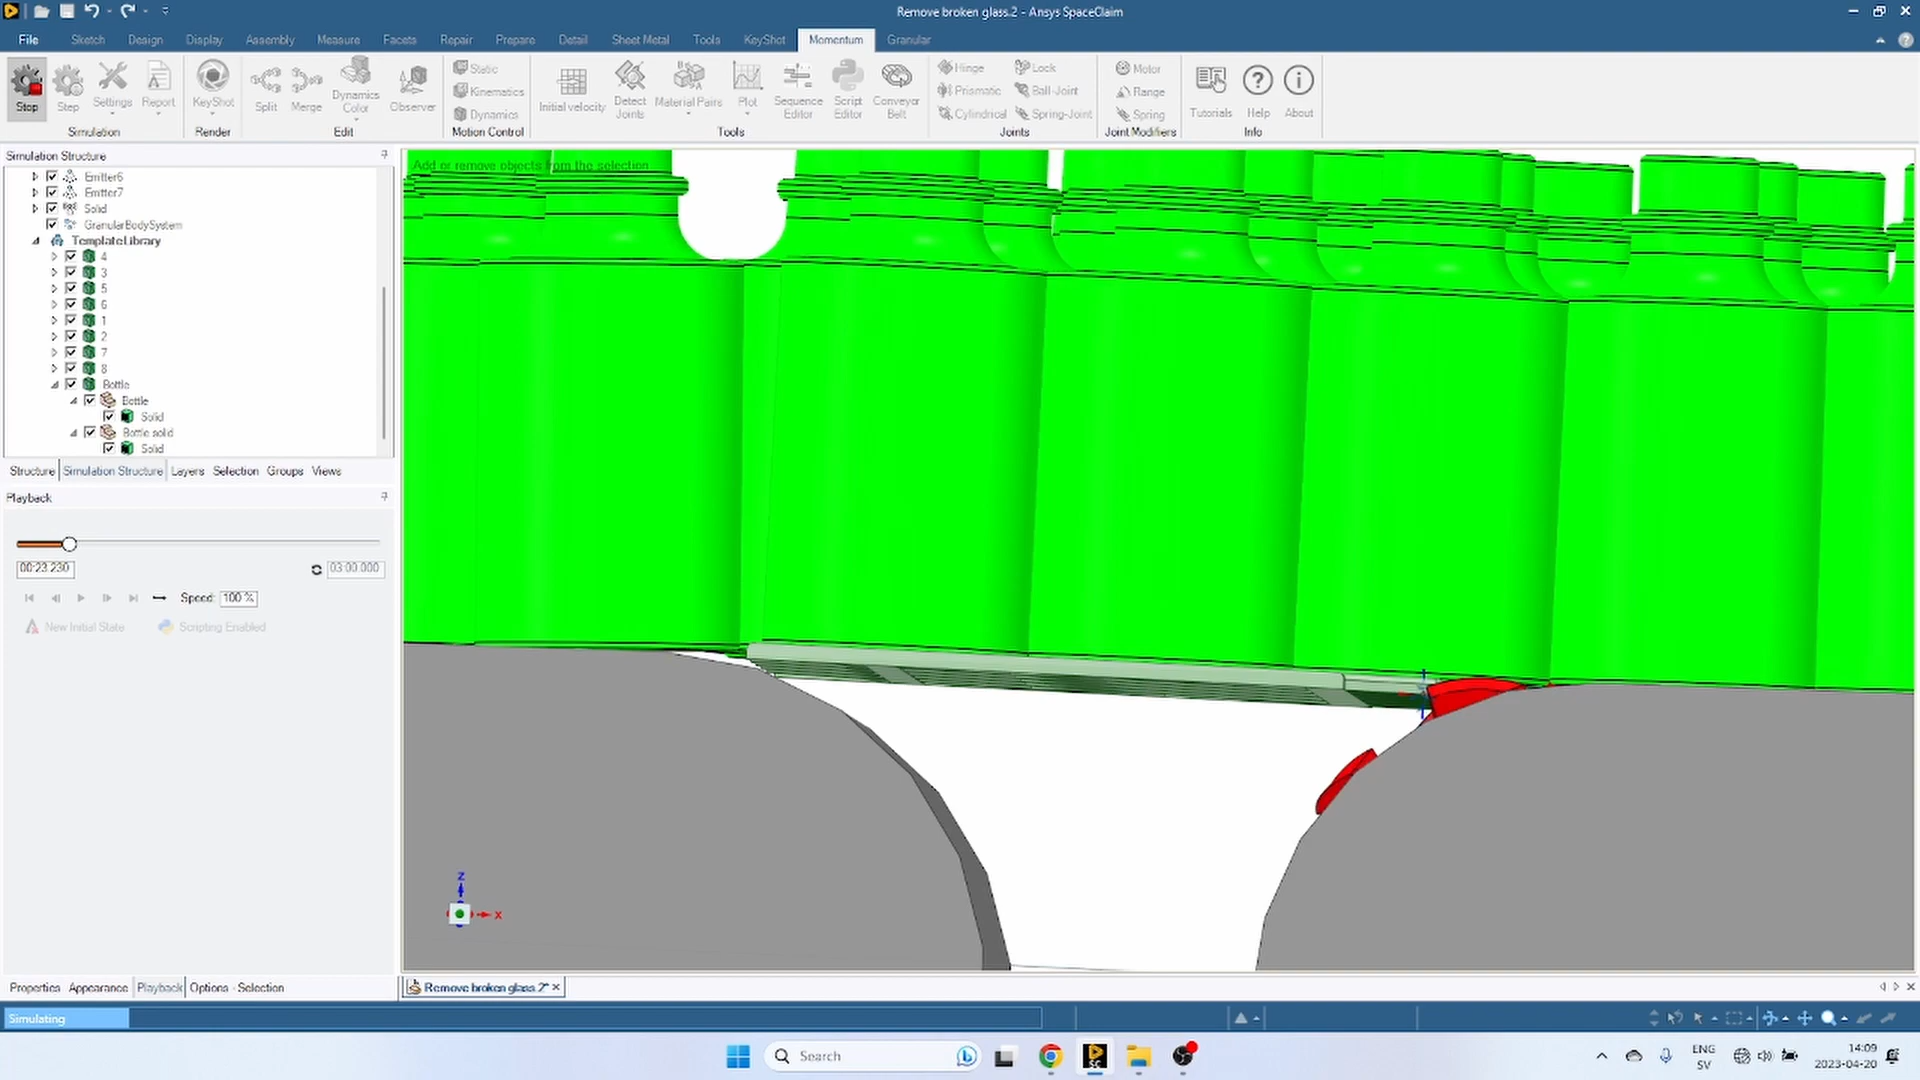 Remove broken glass.2 - Ansys SpaceClaim
File Sketch Design Display Assembly Measure Facets Repair Prepare Detail Sheet Metal Tools KeyShot Momentum Granular
Stop Step Settings Report KeyShot Split Merge Dynamics Color Observer
Static
Kinematics
Dynamics
Initial velocity Detect Joints Material Pairs Plot Sequence Editor Script Editor Conveyor Belt
Hinge Lock
Prismatic Ball-Joint
Cylindrical Spring-Joint
Motor
Range
Spring
Tutorials Help About
Simulation Render Edit Motion Control Tools Joints Joint Modifiers Info
Simulation Structure
Emitter6
Emitter7
Solid
GranularBodySystem
TemplateLibrary
4
3
5
6
1
2
7
8
Bottle
Bottle
Solid
Bottle solid
Solid
Structure Simulation Structure Layers Selection Groups Views
Playback
00:23.230 03:00.000
Speed: 100 %
New Initial State Scripting Enabled
Add or remove objects from the selection
Z
X
Properties Appearance Playback Options - Selection
Remove broken glass.2*
Simulating
Search
ENG
SV
14:09
2023-04-20